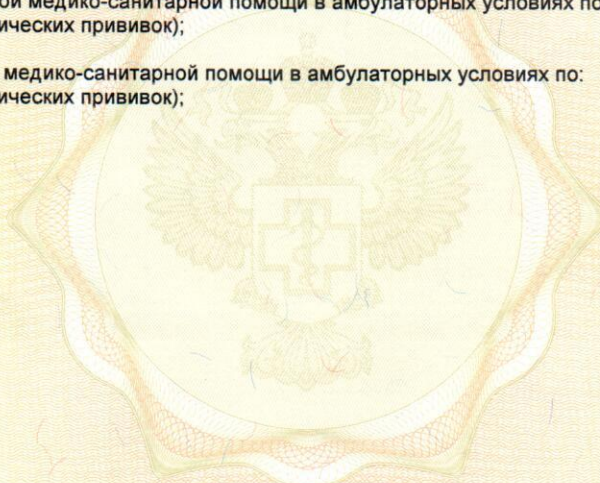 ой медико-санитарной помощи в амбулаторных условиях по
ических прививок);
медико-санитарной помощи в амбулаторных условиях по:
ических прививок);